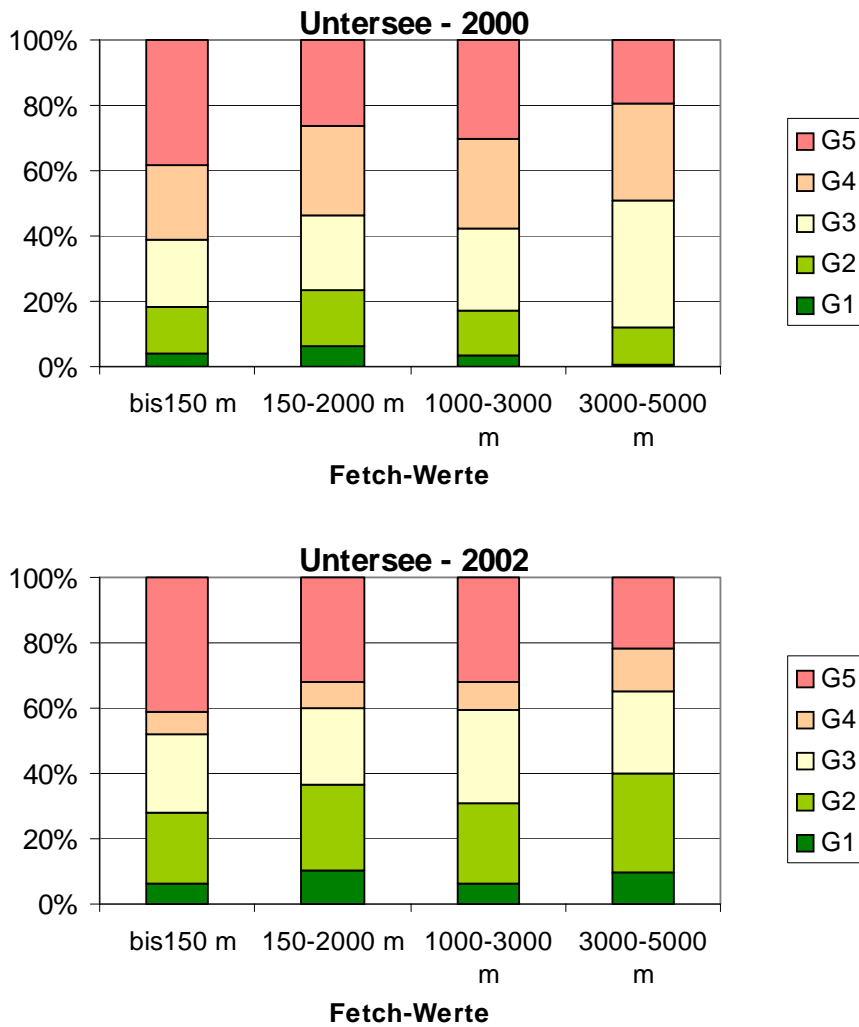 Untersee - 2000
100%
80%
60%
40%
20%
0%
bis150 m
150-2000 m
1000-3000
m
3000-5000
m
Fetch-Werte
G5
G4
G3
G2
G1
Untersee - 2002
100%
80%
60%
40%
20%
0%
bis150 m
150-2000 m
1000-3000
m
3000-5000
m
Fetch-Werte
G5
G4
G3
G2
G1